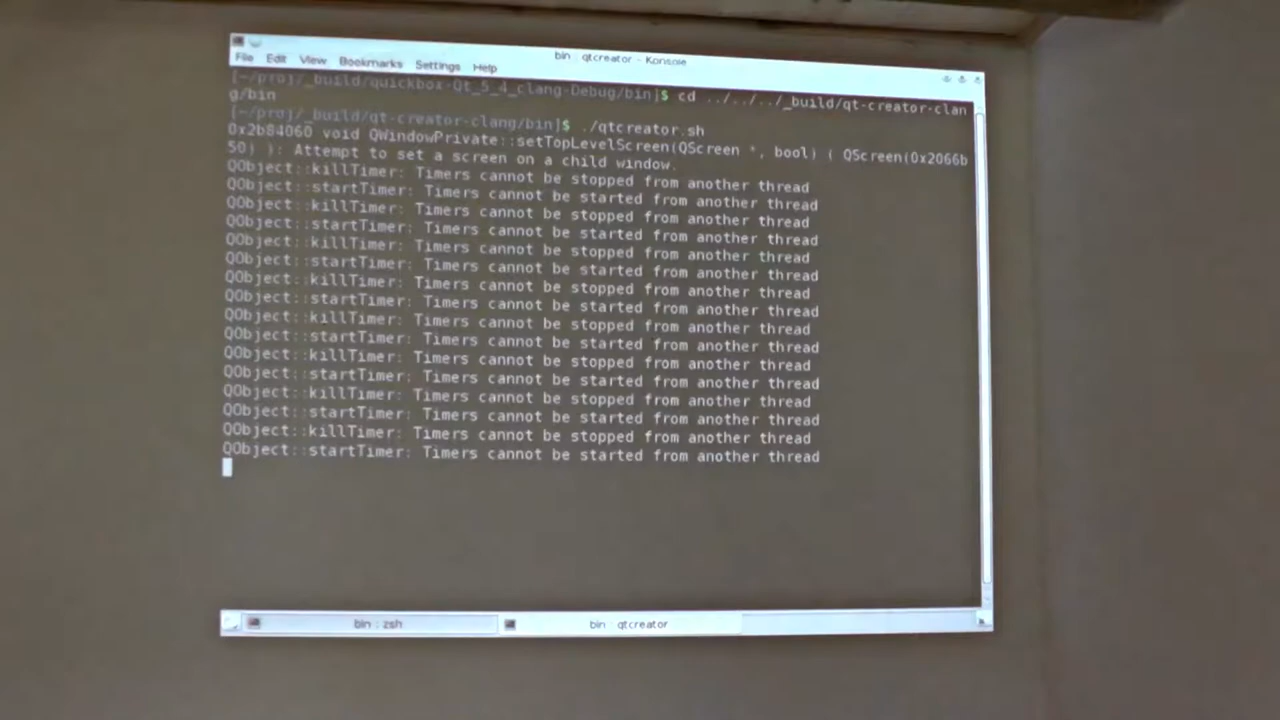 bin : qtcreator – Konsole
File Edit View Bookmarks Settings Help
[~/proj/_build/quickbox-Qt_5_4_clang-Debug/bin]$ cd ../../../_build/qt-creator-clan
g/bin
[~/proj/_build/qt-creator-clang/bin]$ ./qtcreator.sh
0x2b84060 void QWindowPrivate::setTopLevelScreen(QScreen *, bool) ( QScreen(0x2066b
50) ): Attempt to set a screen on a child window.
QObject::killTimer: Timers cannot be stopped from another thread
QObject::startTimer: Timers cannot be started from another thread
QObject::killTimer: Timers cannot be stopped from another thread
QObject::startTimer: Timers cannot be started from another thread
QObject::killTimer: Timers cannot be stopped from another thread
QObject::startTimer: Timers cannot be started from another thread
QObject::killTimer: Timers cannot be stopped from another thread
QObject::startTimer: Timers cannot be started from another thread
QObject::killTimer: Timers cannot be stopped from another thread
QObject::startTimer: Timers cannot be started from another thread
QObject::killTimer: Timers cannot be stopped from another thread
QObject::startTimer: Timers cannot be started from another thread
QObject::killTimer: Timers cannot be stopped from another thread
QObject::startTimer: Timers cannot be started from another thread
QObject::killTimer: Timers cannot be stopped from another thread
QObject::startTimer: Timers cannot be started from another thread
bin : zsh
bin : qtcreator